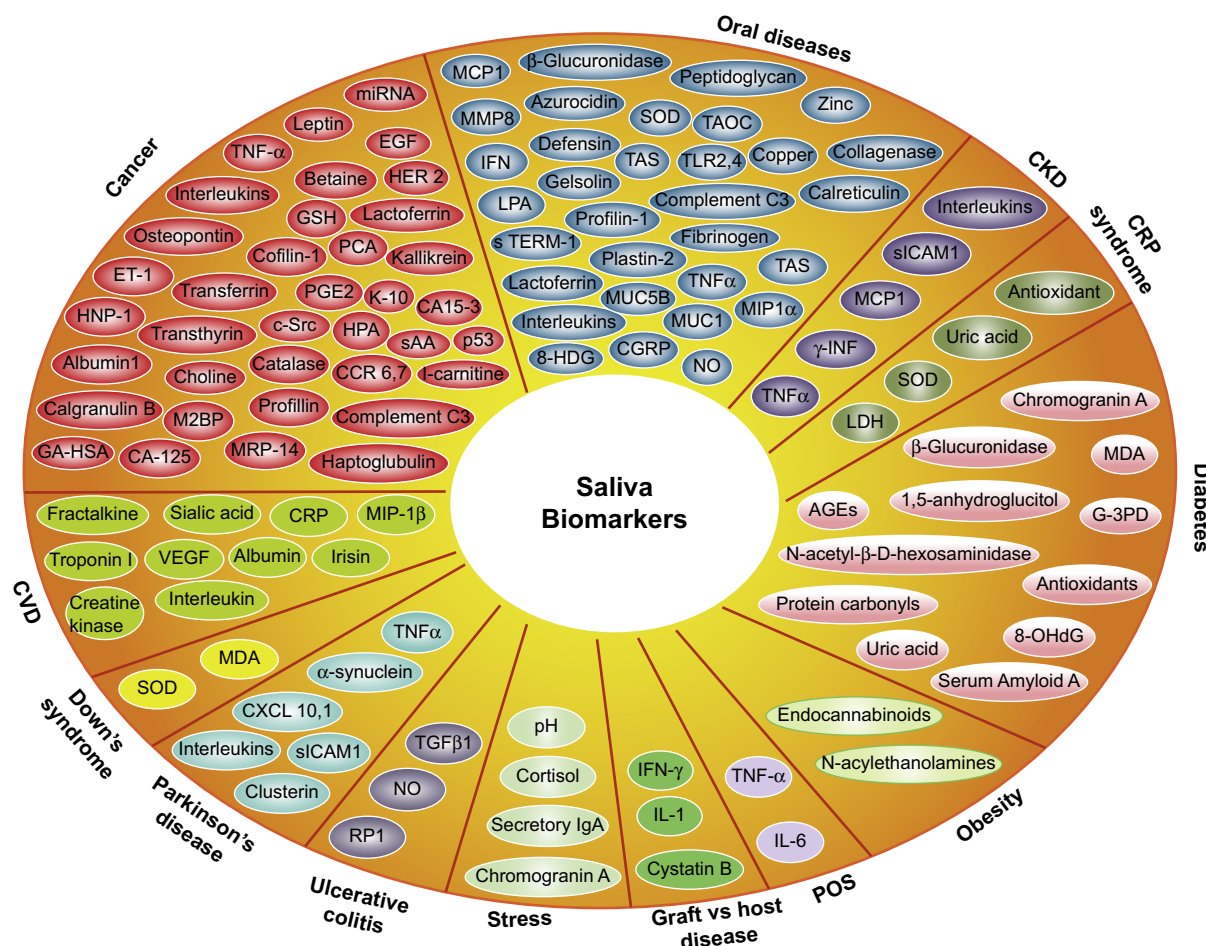 Saliva
Biomarkers
Oral diseases
MCP1
β-Glucuronidase
Peptidoglycan
Zinc
MMP8
Azurocidin
SOD
TAOC
IFN
Defensin
TAS
TLR2,4
Copper
Collagenase
Gelsolin
LPA
Profilin-1
Complement C3
Calreticulin
s TERM-1
Fibrinogen
Plastin-2
TAS
Lactoferrin
MUC5B
TNFα
MIP1α
Interleukins
MUC1
8-HDG
CGRP
NO
CKD
Interleukins
sICAM1
MCP1
γ-INF
TNFα
CRP
syndrome
Antioxidant
Uric acid
SOD
LDH
Diabetes
Chromogranin A
β-Glucuronidase
MDA
AGEs
1,5-anhydroglucitol
G-3PD
N-acetyl-β-D-hexosaminidase
Antioxidants
Protein carbonyls
8-OHdG
Uric acid
Serum Amyloid A
Obesity
Endocannabinoids
N-acylethanolamines
POS
TNF-α
IL-6
Graft vs host
disease
IFN-γ
IL-1
Cystatin B
Stress
pH
Cortisol
Secretory IgA
Chromogranin A
Ulcerative
colitis
TGFβ1
NO
RP1
Parkinson's
disease
TNFα
α-synuclein
CXCL 10,1
Interleukins
sICAM1
Clusterin
Down's
syndrome
MDA
SOD
CVD
Fractalkine
Sialic acid
CRP
MIP-1β
Troponin I
VEGF
Albumin
Irisin
Creatine
kinase
Interleukin
Cancer
miRNA
Leptin
TNF-α
EGF
Interleukins
Betaine
HER 2
GSH
Lactoferrin
Osteopontin
Cofilin-1
PCA
Kallikrein
ET-1
Transferrin
PGE2
K-10
CA15-3
HNP-1
Transthyrin
c-Src
HPA
sAA
p53
Albumin1
Choline
Catalase
CCR 6,7
l-carnitine
Calgranulin B
M2BP
Profillin
Complement C3
GA-HSA
CA-125
MRP-14
Haptoglubulin